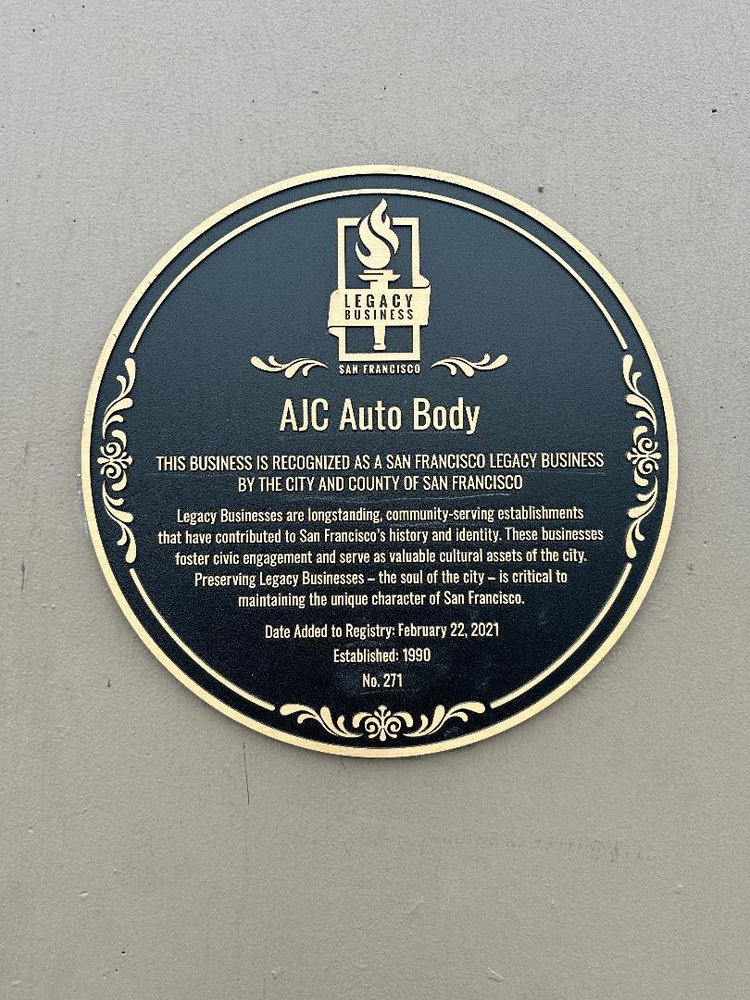 LEGACY
BUSINESS
SAN FRANCISCO
AJC Auto Body
THIS BUSINESS IS RECOGNIZED AS A SAN FRANCISCO LEGACY BUSINESS
BY THE CITY AND COUNTY OF SAN FRANCISCO
Legacy Businesses are longstanding, community-serving establishments
that have contributed to San Francisco's history and identity. These businesses
foster civic engagement and serve as valuable cultural assets of the city.
Preserving Legacy Businesses – the soul of the city – is critical to
maintaining the unique character of San Francisco.
Date Added to Registry: February 22, 2021
Established: 1990
No. 271